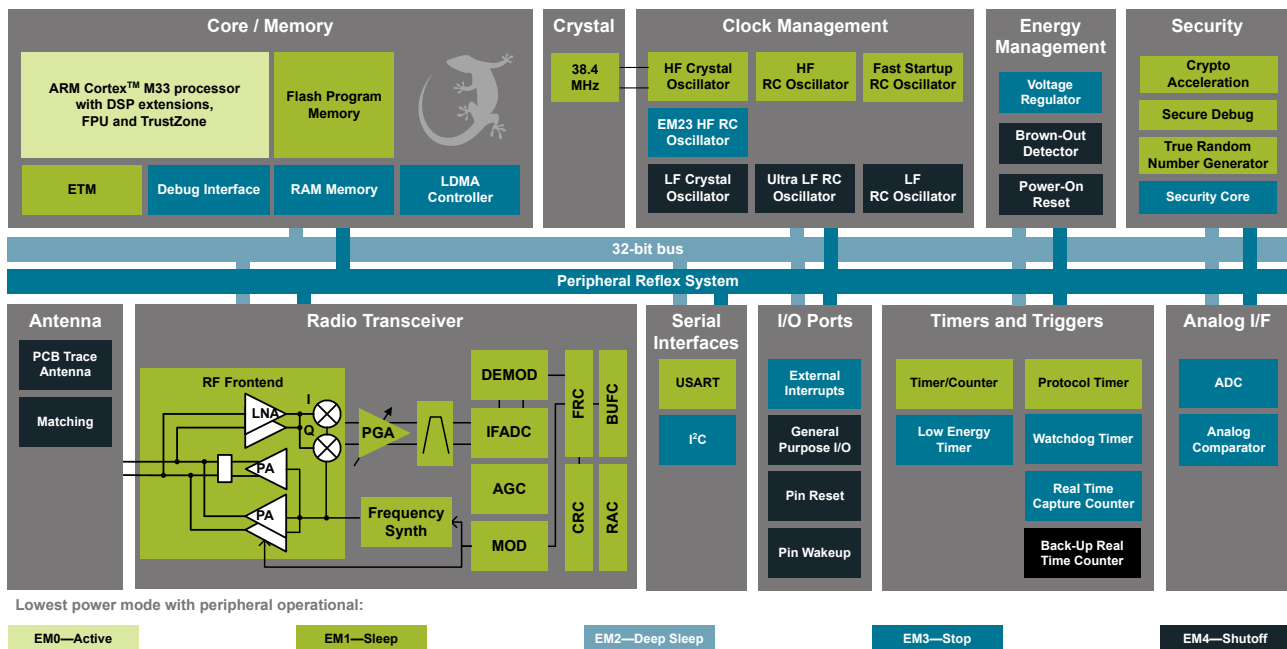 Core / Memory
ARM Cortex™ M33 processor
with DSP extensions,
FPU and TrustZone
Flash Program
Memory
ETM
Debug Interface
RAM Memory
LDMA
Controller
Crystal
38.4
MHz
Clock Management
HF Crystal
Oscillator
HF
RC Oscillator
Fast Startup
RC Oscillator
EM23 HF RC
Oscillator
LF Crystal
Oscillator
Ultra LF RC
Oscillator
LF
RC Oscillator
Energy
Management
Voltage
Regulator
Brown-Out
Detector
Power-On
Reset
Security
Crypto
Acceleration
Secure Debug
True Random
Number Generator
Security Core
32-bit bus
Peripheral Reflex System
Antenna
PCB Trace
Antenna
Matching
Radio Transceiver
RF Frontend
LNA
I
Q
PA
PA
PGA
Frequency
Synth
DEMOD
IFADC
AGC
MOD
FRC
BUFC
CRC
RAC
Serial
Interfaces
USART
I²C
I/O Ports
External
Interrupts
General
Purpose I/O
Pin Reset
Pin Wakeup
Timers and Triggers
Timer/Counter
Protocol Timer
Low Energy
Timer
Watchdog Timer
Real Time
Capture Counter
Back-Up Real
Time Counter
Analog I/F
ADC
Analog
Comparator
Lowest power mode with peripheral operational:
EM0—Active
EM1—Sleep
EM2—Deep Sleep
EM3—Stop
EM4—Shutoff